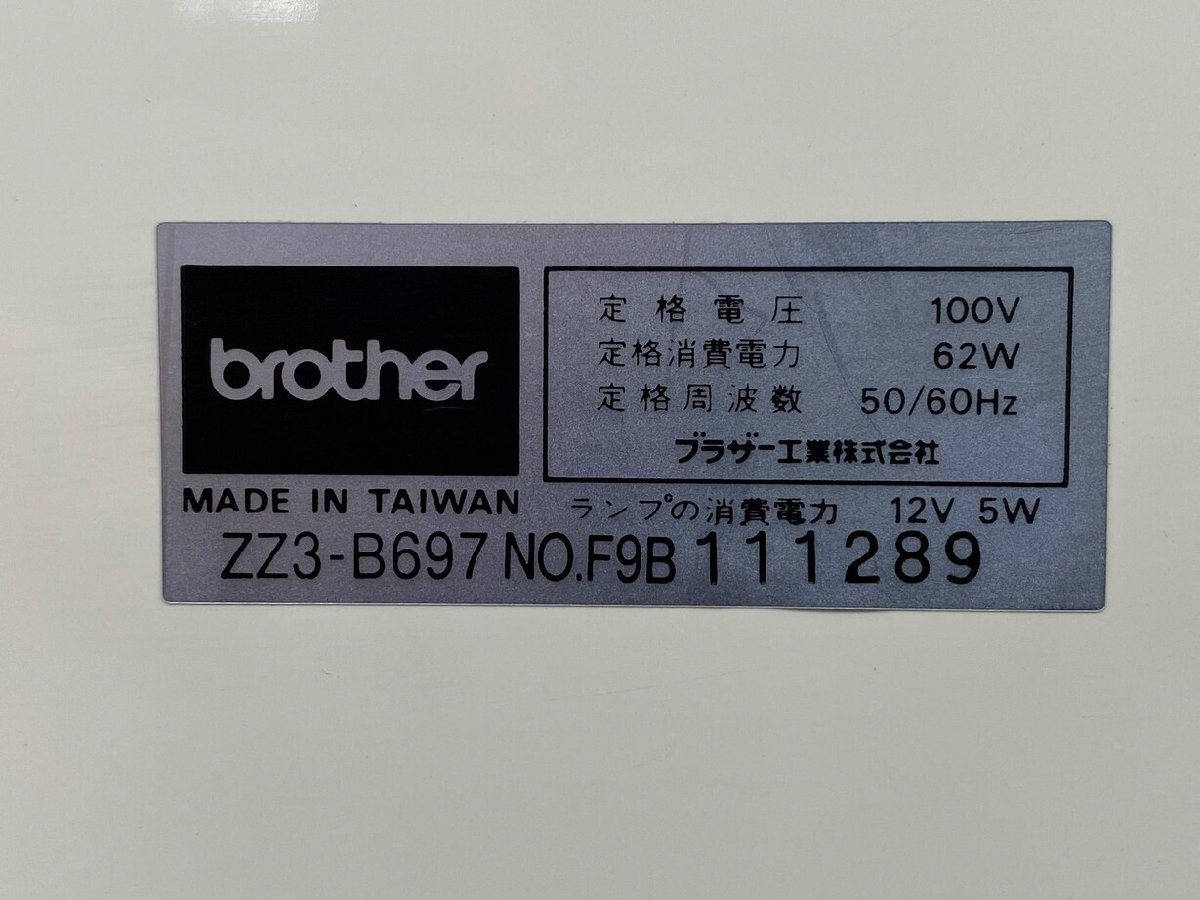 brother
定格電圧 100V
定格消費電力 62W
定格周波数 50/60Hz
ブラザー工業株式会社
MADE IN TAIWAN ランプの消費電力 12V 5W
ZZ3-B697 NO.F9B 111289